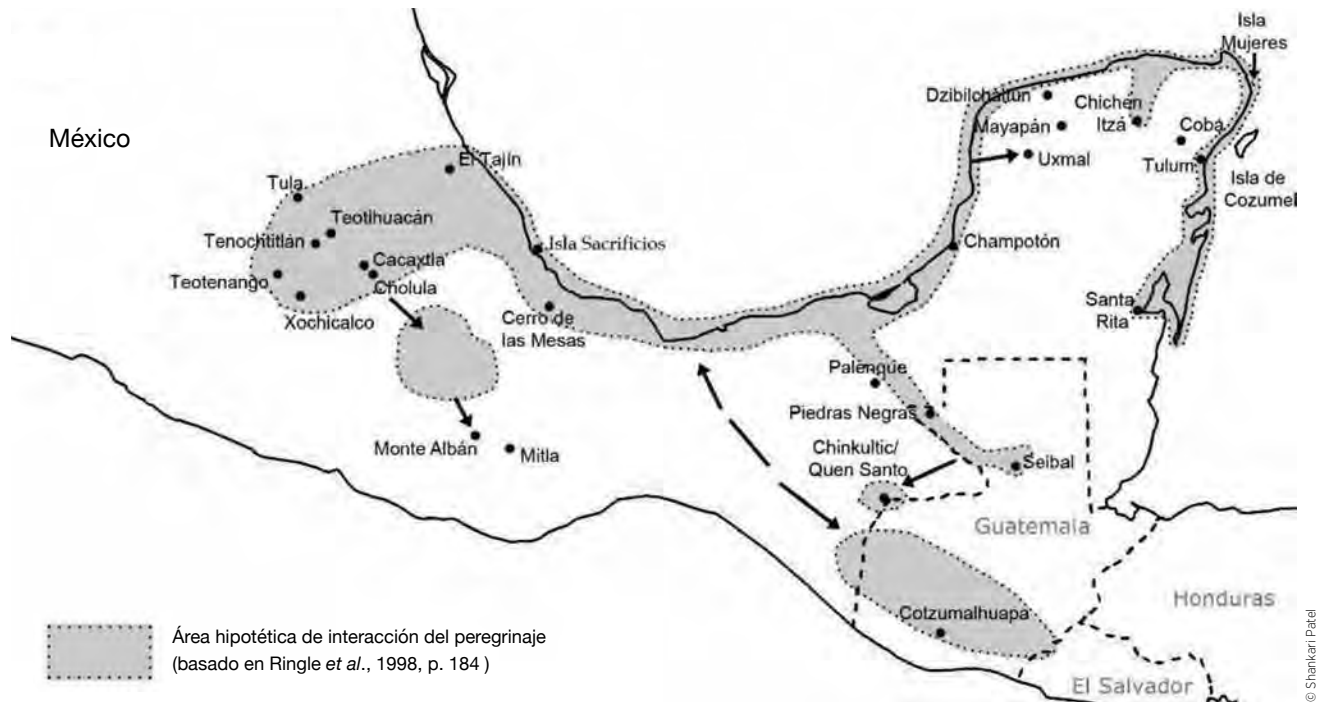 Isla
Mujeres
Dzibilchaltún
Chichen
Itzá
México
Mayapán
Cobá
El Tajín
Uxmal
Tulum
Tula
Isla de
Cozumel
Teotihuacán
Tenochtitlán
Isla Sacrificios
Champotón
Cacaxtla
Teotenango
Cholula
Santa
Rita
Xochicalco
Cerro de
las Mesas
Palenque
Piedras Negras
Monte Albán
Mitla
Chinkultic/
Quen Santo
Seibal
Guatemala
Honduras
Cotzumalhuapa
Área hipotética de interacción del peregrinaje
(basado en Ringle et al., 1998, p. 184 )
El Salvador
© Shankari Patel